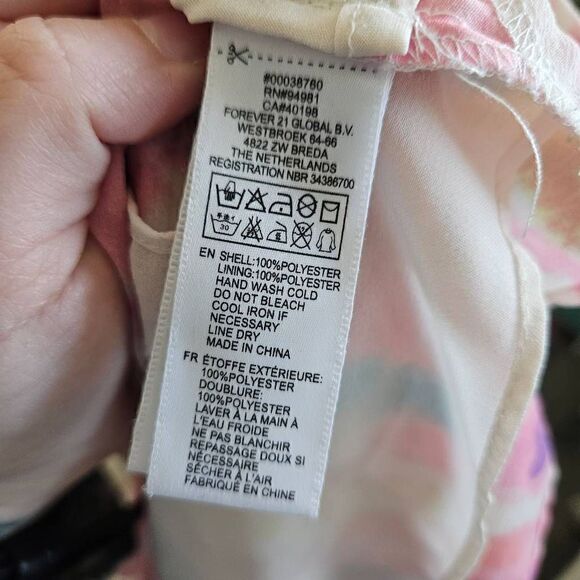 #00038760
RN#94981
CA#40198
FOREVER 21 GLOBAL B.V.
WESTBROEK 64-66
4822 ZW BREDA
THE NETHERLANDS
REGISTRATION NBR 34386700
30
EN SHELL:100%POLYESTER
LINING:100%POLYESTER
HAND WASH COLD
DO NOT BLEACH
COOL IRON IF
NECESSARY
LINE DRY
MADE IN CHINA
FR ÉTOFFE EXTÉRIEURE:
100%POLYESTER
DOUBLURE:
100%POLYESTER
LAVER À LA MAIN À
L'EAU FROIDE
NE PAS BLANCHIR
REPASSAGE DOUX SI
NÉCESSAIRE
SÉCHER À L'AIR
FABRIQUÉ EN CHINE